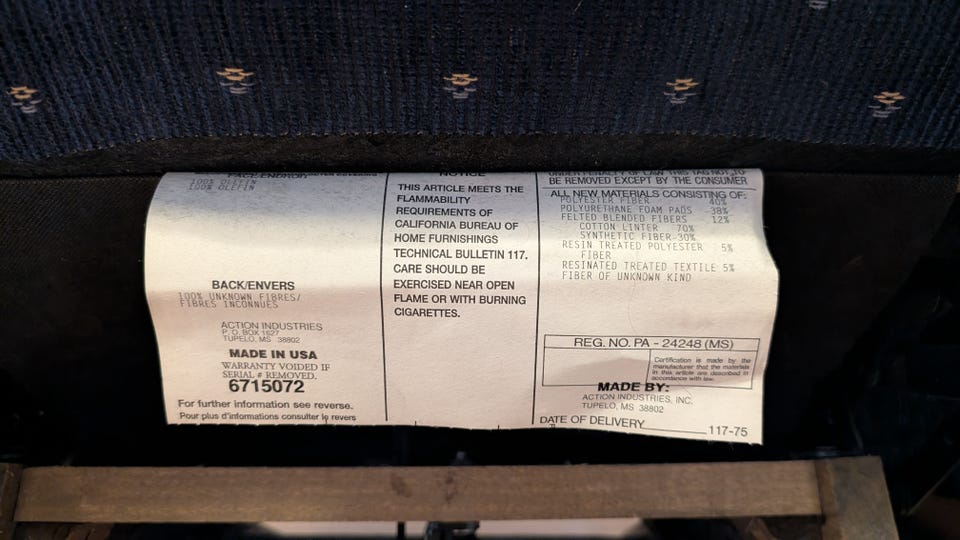 FACE/ENDROIT
100% OLEFIN
100% OLEFIN
BACK/ENVERS
100% UNKNOWN FIBRES/
FIBRES INCONNUES
ACTION INDUSTRIES
P.O. BOX 1627
TUPELO, MS 38802
MADE IN USA
WARRANTY VOIDED IF
SERIAL # REMOVED.
6715072
For further information see reverse.
Pour plus d'informations consulter le revers
NOTICE
THIS ARTICLE MEETS THE
FLAMMABILITY
REQUIREMENTS OF
CALIFORNIA BUREAU OF
HOME FURNISHINGS
TECHNICAL BULLETIN 117.
CARE SHOULD BE
EXERCISED NEAR OPEN
FLAME OR WITH BURNING
CIGARETTES.
UNDER PENALTY OF LAW THIS TAG NOT TO
BE REMOVED EXCEPT BY THE CONSUMER
ALL NEW MATERIALS CONSISTING OF:
POLYESTER FIBER 40%
POLYURETHANE FOAM PADS 38%
FELTED BLENDED FIBERS 12%
COTTON LINTER 70%
SYNTHETIC FIBER-30%
RESIN TREATED POLYESTER 5%
FIBER
RESINATED TREATED TEXTILE 5%
FIBER OF UNKNOWN KIND
REG. NO. PA - 24248 (MS)
Certification is made by the
manufacturer that the materials
in this article are described in
accordance with law.
MADE BY:
ACTION INDUSTRIES, INC.
TUPELO, MS 38802
DATE OF DELIVERY 117-75